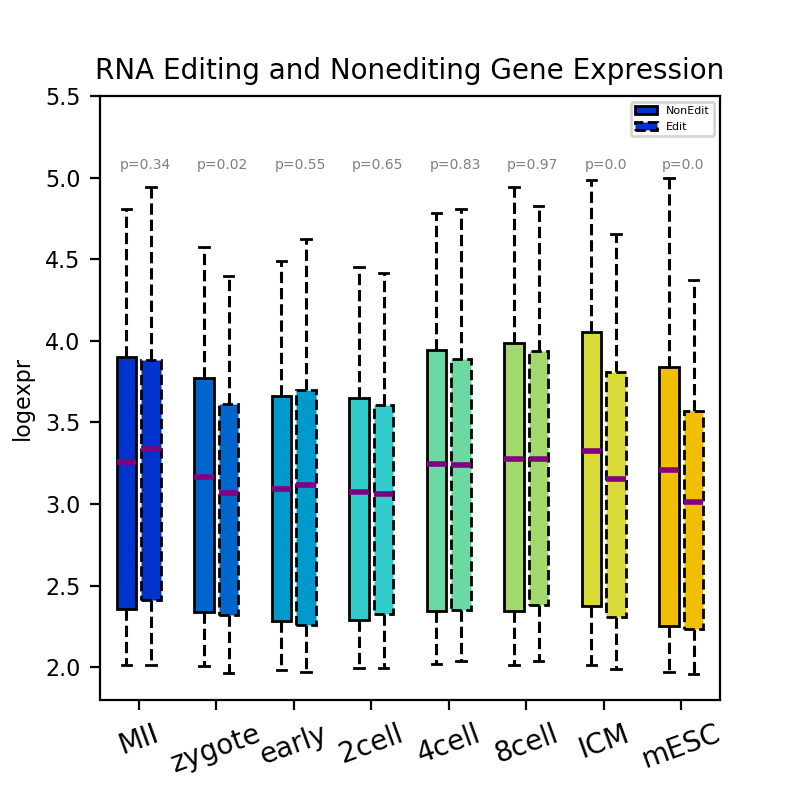 RNA Editing and Nonediting Gene Expression
5.5
NonEdit
Edit
p=0.34 p=0.02 p=0.55 p=0.65 p=0.83 p=0.97 p=0.0 p=0.0
5.0
4.5
4.0
logexpr
3.5
3.0
2.5
2.0
MII zygote early 2cell 4cell 8cell ICM mESC